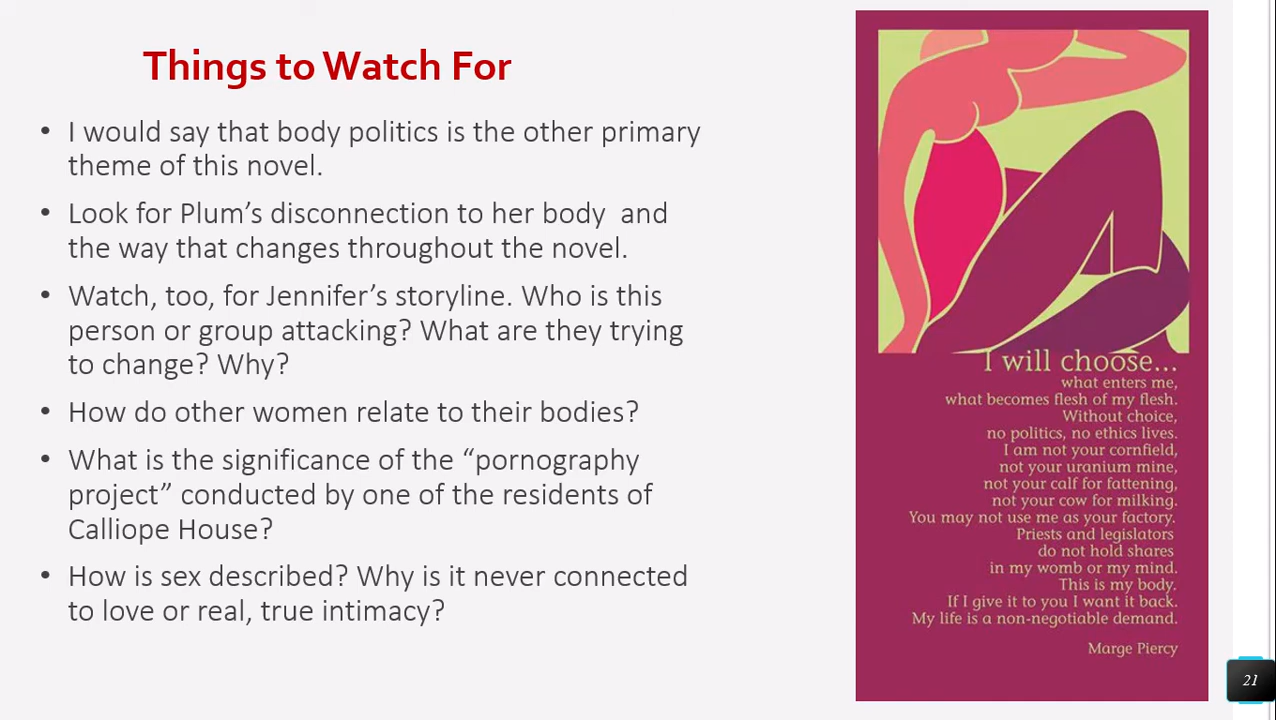 Things to Watch For
• I would say that body politics is the other primary
theme of this novel.
• Look for Plum’s disconnection to her body  and
the way that changes throughout the novel.
• Watch, too, for Jennifer’s storyline. Who is this
person or group attacking? What are they trying
to change? Why?
• How do other women relate to their bodies?
• What is the significance of the “pornography
project” conducted by one of the residents of
Calliope House?
• How is sex described? Why is it never connected
to love or real, true intimacy?
I will choose...
what enters me,
what becomes flesh of my flesh.
Without choice,
no politics, no ethics lives.
I am not your cornfield,
not your uranium mine,
not your calf for fattening,
not your cow for milking.
You may not use me as your factory.
Priests and legislators
do not hold shares
in my womb or my mind.
This is my body.
If I give it to you I want it back.
My life is a non-negotiable demand.
Marge Piercy
21